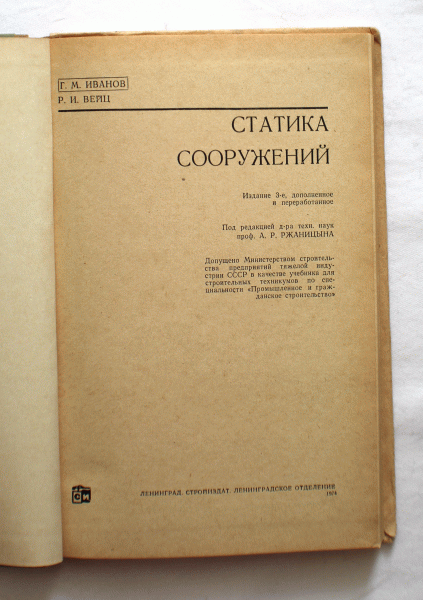 Г. М. ИВАНОВ
Р. И. ВЕЙЦ
СТАТИКА
СООРУЖЕНИЙ
Издание 3-е, дополненное
и переработанное
Под редакцией д-ра техн. наук
проф. А. Р. РЖАНИЦЫНА
Допущено Министерством строитель-
ства предприятий тяжелой инду-
стрии СССР в качестве учебника для
строительных техникумов по спе-
циальности «Промышленное и граж-
данское строительство»
С И
ЛЕНИНГРАД. СТРОЙИЗДАТ. ЛЕНИНГРАДСКОЕ ОТДЕЛЕНИЕ